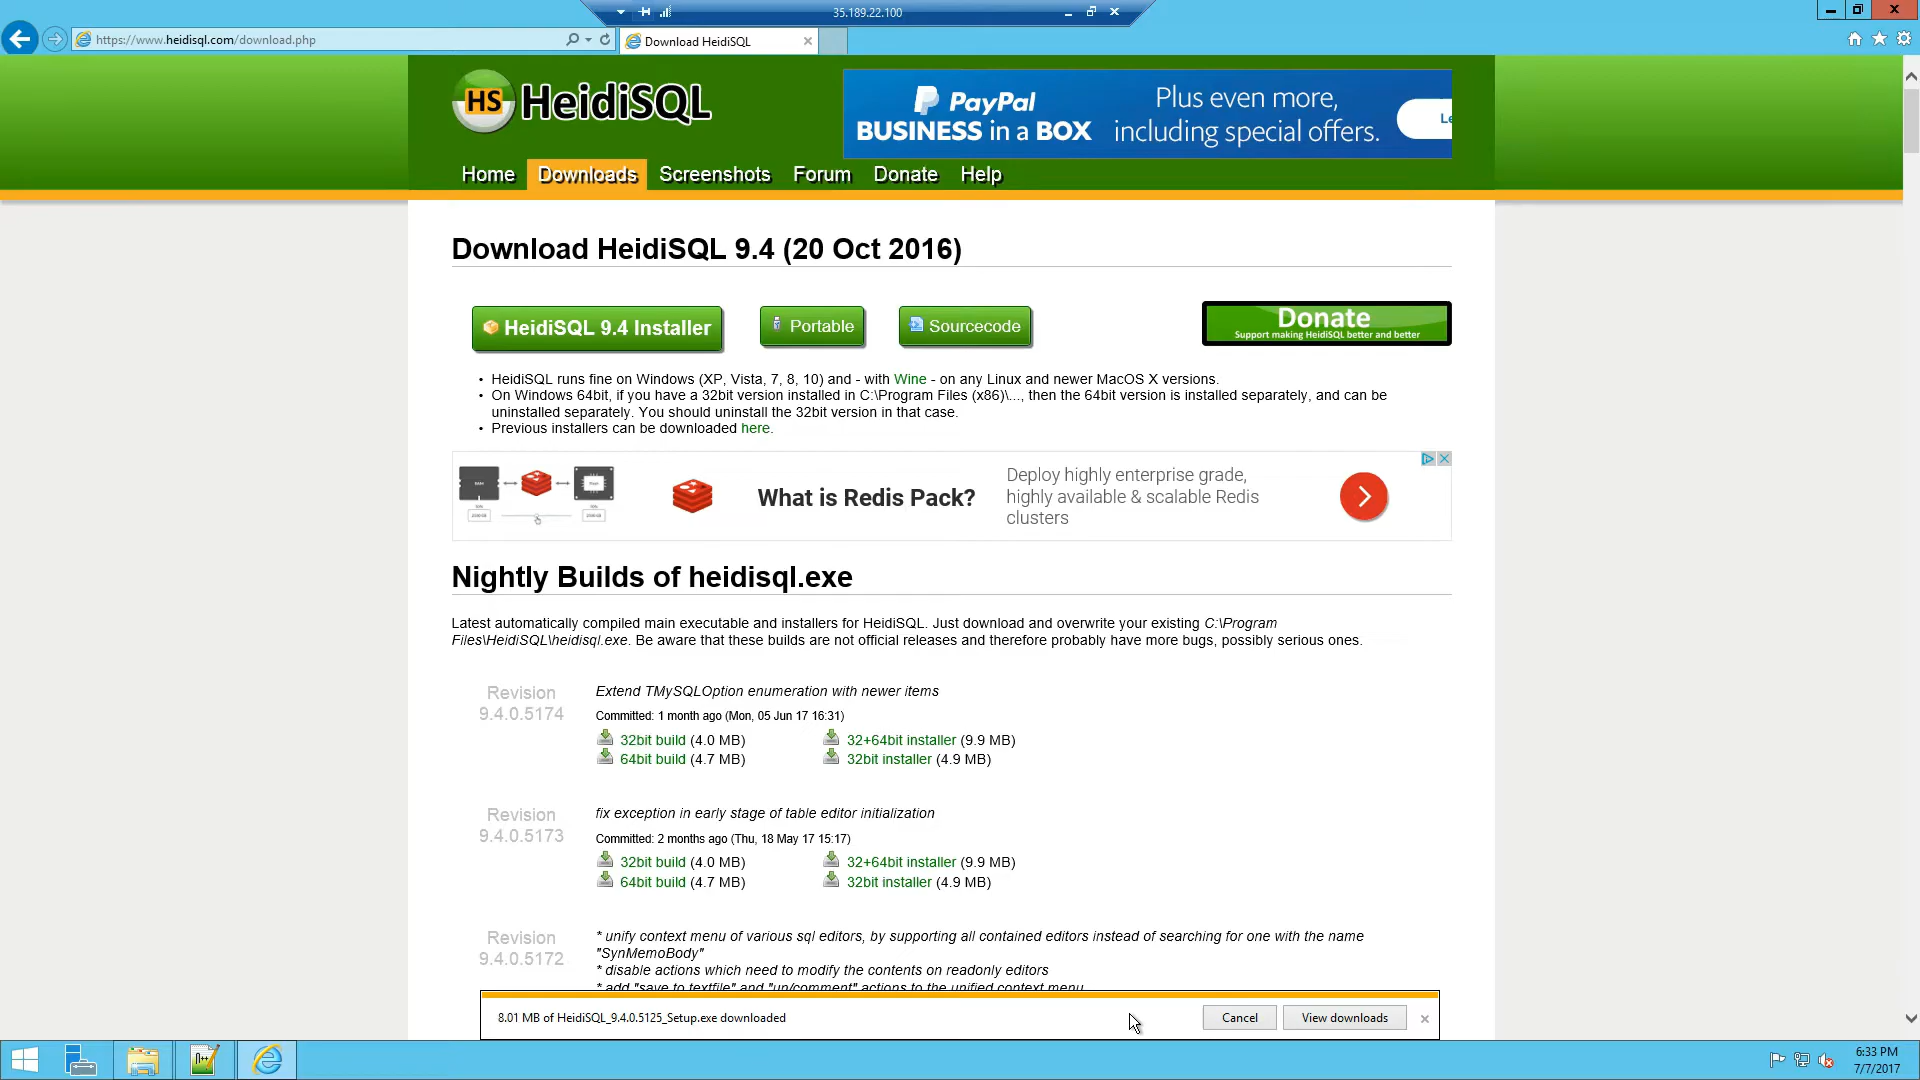 35.189.22.100
https://www.heidisql.com/download.php
Download HeidiSQL
HS HeidiSQL
PayPal
BUSINESS in a BOX
Plus even more,
including special offers.
Home Downloads Screenshots Forum Donate Help
Download HeidiSQL 9.4 (20 Oct 2016)
HeidiSQL 9.4 Installer
Portable
Sourcecode
Donate
Support making HeidiSQL better and better
• HeidiSQL runs fine on Windows (XP, Vista, 7, 8, 10) and - with Wine - on any Linux and newer MacOS X versions.
• On Windows 64bit, if you have a 32bit version installed in C:\Program Files (x86)\..., then the 64bit version is installed separately, and can be
uninstalled separately. You should uninstall the 32bit version in that case.
• Previous installers can be downloaded here.
What is Redis Pack?
Deploy highly enterprise grade,
highly available & scalable Redis
clusters
Nightly Builds of heidisql.exe
Latest automatically compiled main executable and installers for HeidiSQL. Just download and overwrite your existing C:\Program
Files\HeidiSQL\heidisql.exe. Be aware that these builds are not official releases and therefore probably have more bugs, possibly serious ones.
Revision
9.4.0.5174
Extend TMySQLOption enumeration with newer items
Committed: 1 month ago (Mon, 05 Jun 17 16:31)
32bit build (4.0 MB) 32+64bit installer (9.9 MB)
64bit build (4.7 MB) 32bit installer (4.9 MB)
Revision
9.4.0.5173
fix exception in early stage of table editor initialization
Committed: 2 months ago (Thu, 18 May 17 15:17)
32bit build (4.0 MB) 32+64bit installer (9.9 MB)
64bit build (4.7 MB) 32bit installer (4.9 MB)
Revision
9.4.0.5172
* unify context menu of various sql editors, by supporting all contained editors instead of searching for one with the name
"SynMemoBody"
* disable actions which need to modify the contents on readonly editors
* add "save to textfile" and "un/comment" actions to the unified context menu
8.01 MB of HeidiSQL_9.4.0.5125_Setup.exe downloaded
Cancel
View downloads
6:33 PM
7/7/2017